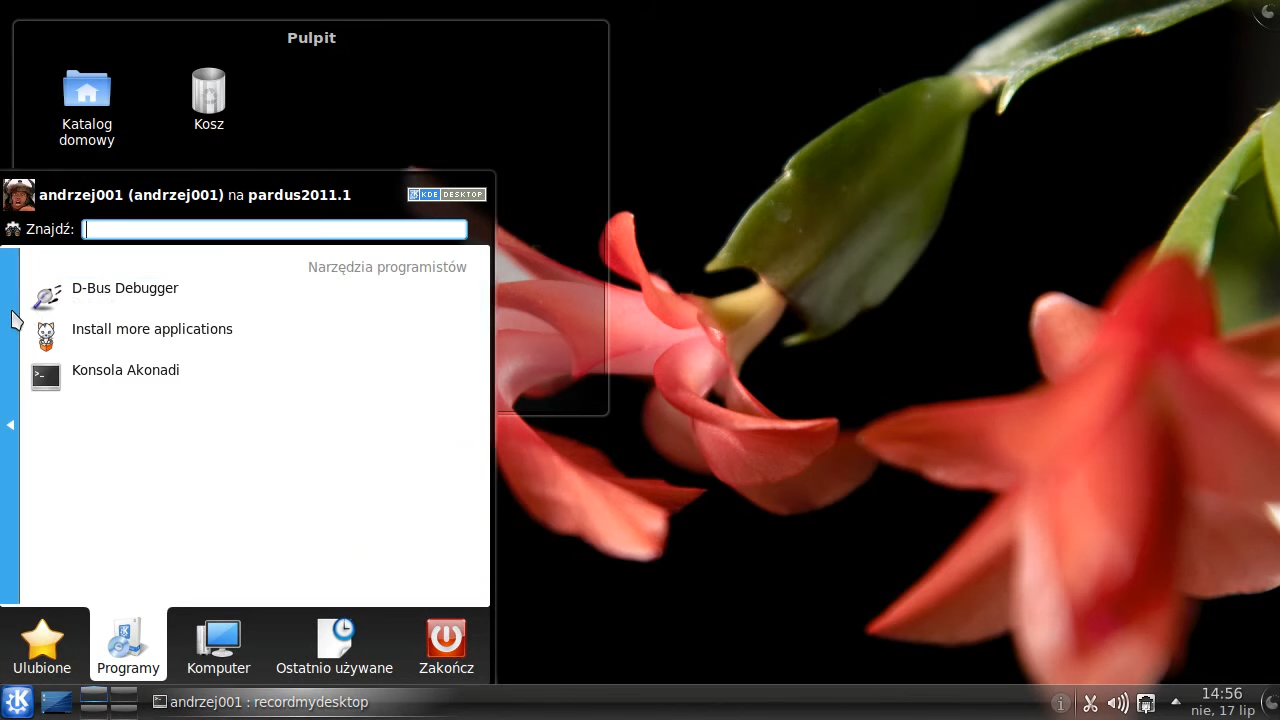 Pulpit
Katalog
domowy
Kosz
andrzej001 (andrzej001) na pardus2011.1
KDE DESKTOP
Znajdź:
Narzędzia programistów
D-Bus Debugger
Install more applications
Konsola Akonadi
Ulubione
Programy
Komputer
Ostatnio używane
Zakończ
andrzej001 : recordmydesktop
14:56
nie, 17 lip